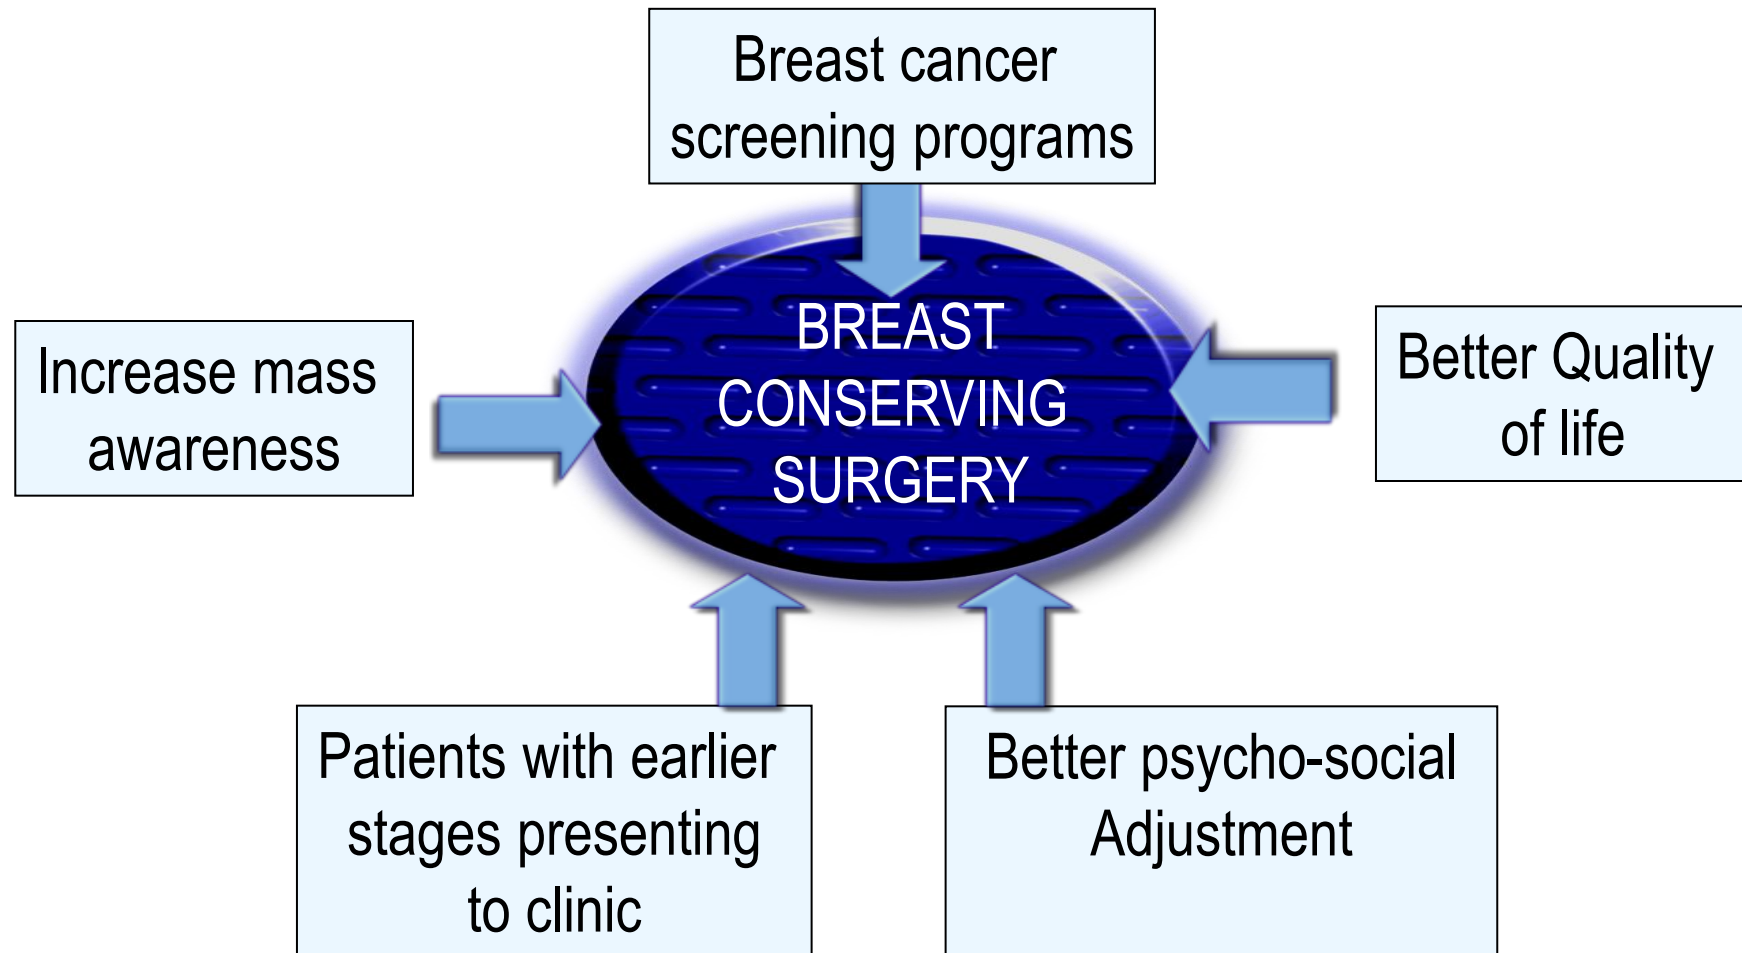 Breast cancer
screening programs
Increase mass
awareness
BREAST
CONSERVING
SURGERY
Better Quality
of life
Patients with earlier
stages presenting
to clinic
Better psycho-social
Adjustment